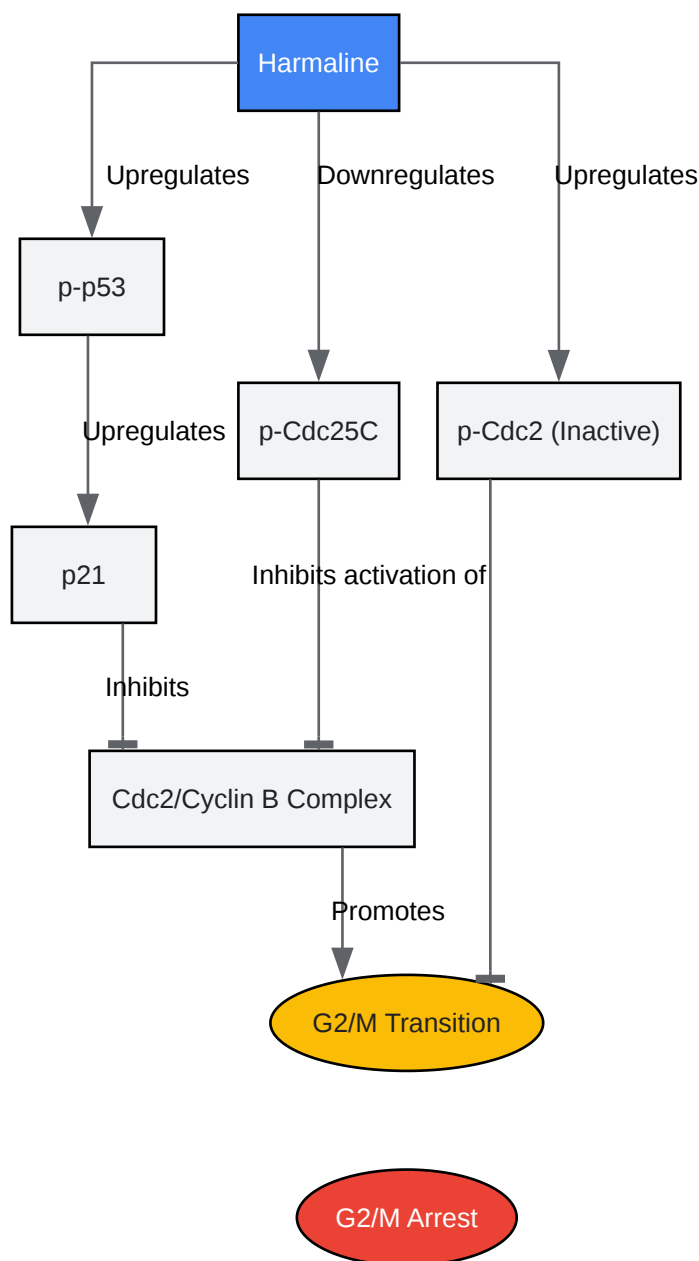 Harmaline
Upregulates
Downregulates
Upregulates
p-p53
Upregulates
p-Cdc25C
p-Cdc2 (Inactive)
p21
Inhibits activation of
Inhibits
Cdc2/Cyclin B Complex
Promotes
G2/M Transition
G2/M Arrest